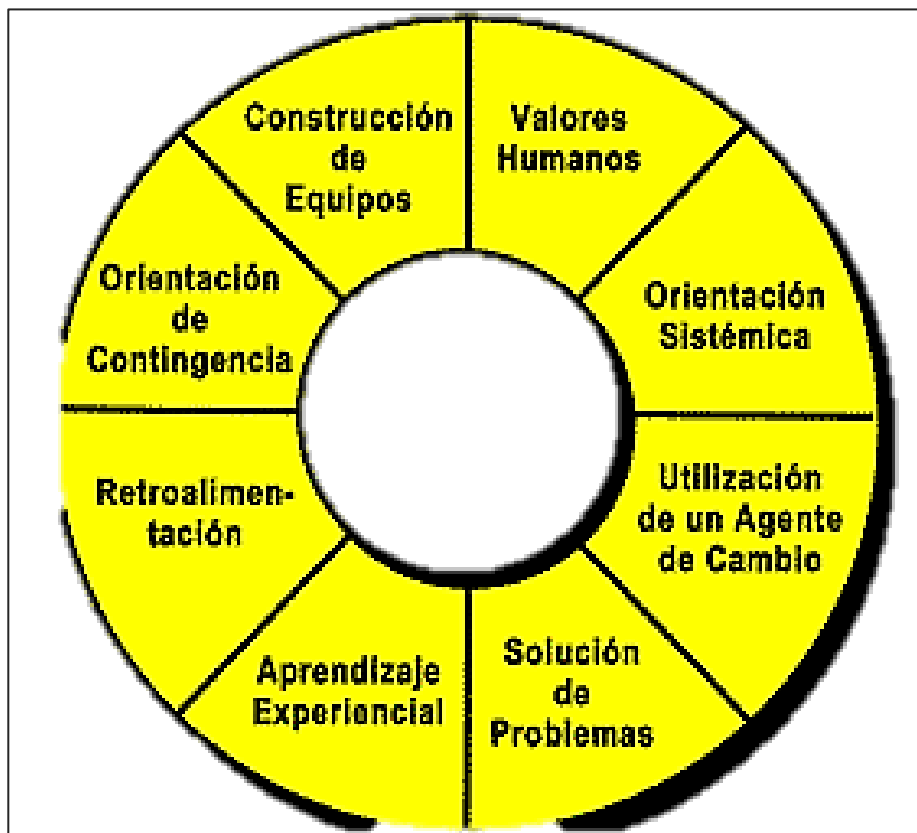 Construcción
de
Equipos
Valores
Humanos
Orientación
de
Contingencia
Orientación
Sistémica
Retroalimen-
tación
Utilización
de un Agente
de Cambio
Aprendizaje
Experiencial
Solución
de
Problemas